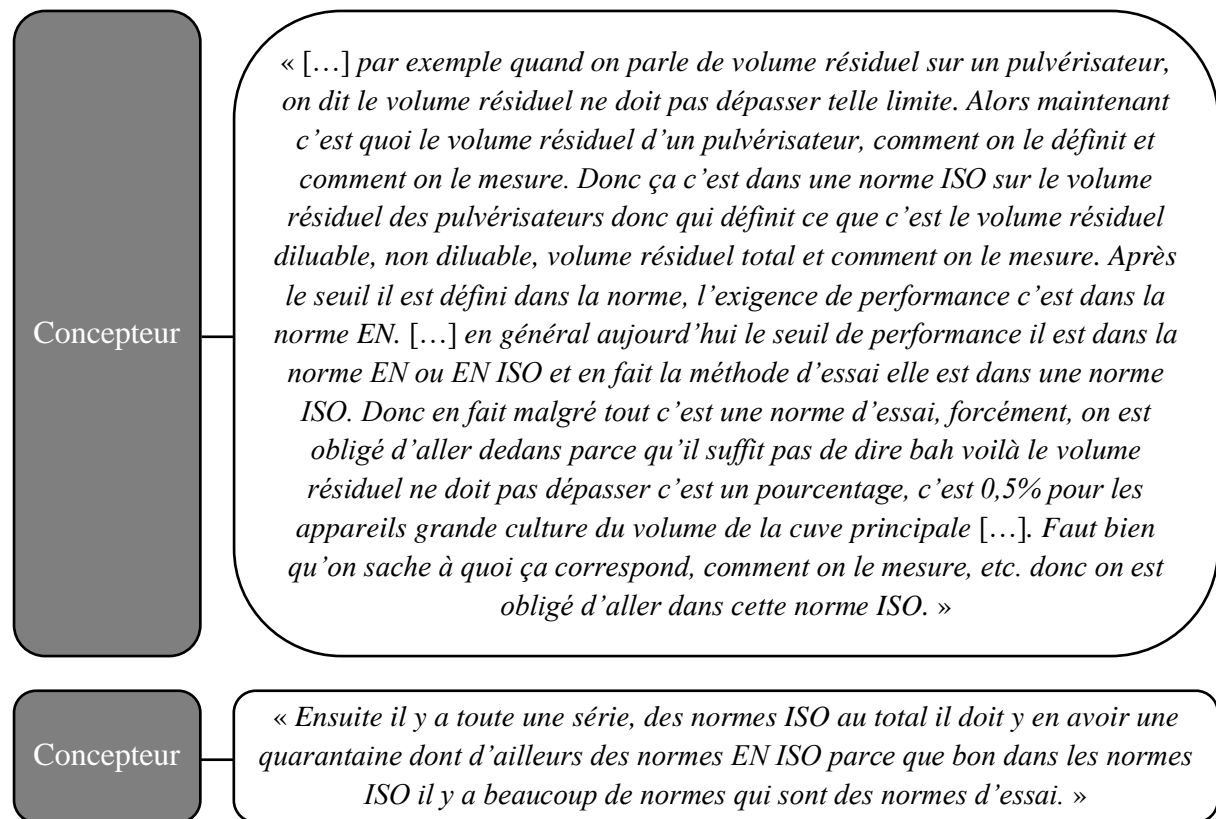 Concepteur
« […] par exemple quand on parle de volume résiduel sur un pulvérisateur,
on dit le volume résiduel ne doit pas dépasser telle limite. Alors maintenant
c’est quoi le volume résiduel d’un pulvérisateur, comment on le définit et
comment on le mesure. Donc ça c’est dans une norme ISO sur le volume
résiduel des pulvérisateurs donc qui définit ce que c’est le volume résiduel
diluable, non diluable, volume résiduel total et comment on le mesure. Après
le seuil il est défini dans la norme, l’exigence de performance c’est dans la
norme EN. […] en général aujourd’hui le seuil de performance il est dans la
norme EN ou EN ISO et en fait la méthode d’essai elle est dans une norme
ISO. Donc en fait malgré tout c’est une norme d’essai, forcément, on est
obligé d’aller dedans parce qu’il suffit pas de dire bah voilà le volume
résiduel ne doit pas dépasser c’est un pourcentage, c’est 0,5% pour les
appareils grande culture du volume de la cuve principale […]. Faut bien
qu’on sache à quoi ça correspond, comment on le mesure, etc. donc on est
obligé d’aller dans cette norme ISO. »
Concepteur
« Ensuite il y a toute une série, des normes ISO au total il doit y en avoir une
quarantaine dont d’ailleurs des normes EN ISO parce que bon dans les normes
ISO il y a beaucoup de normes qui sont des normes d’essai. »